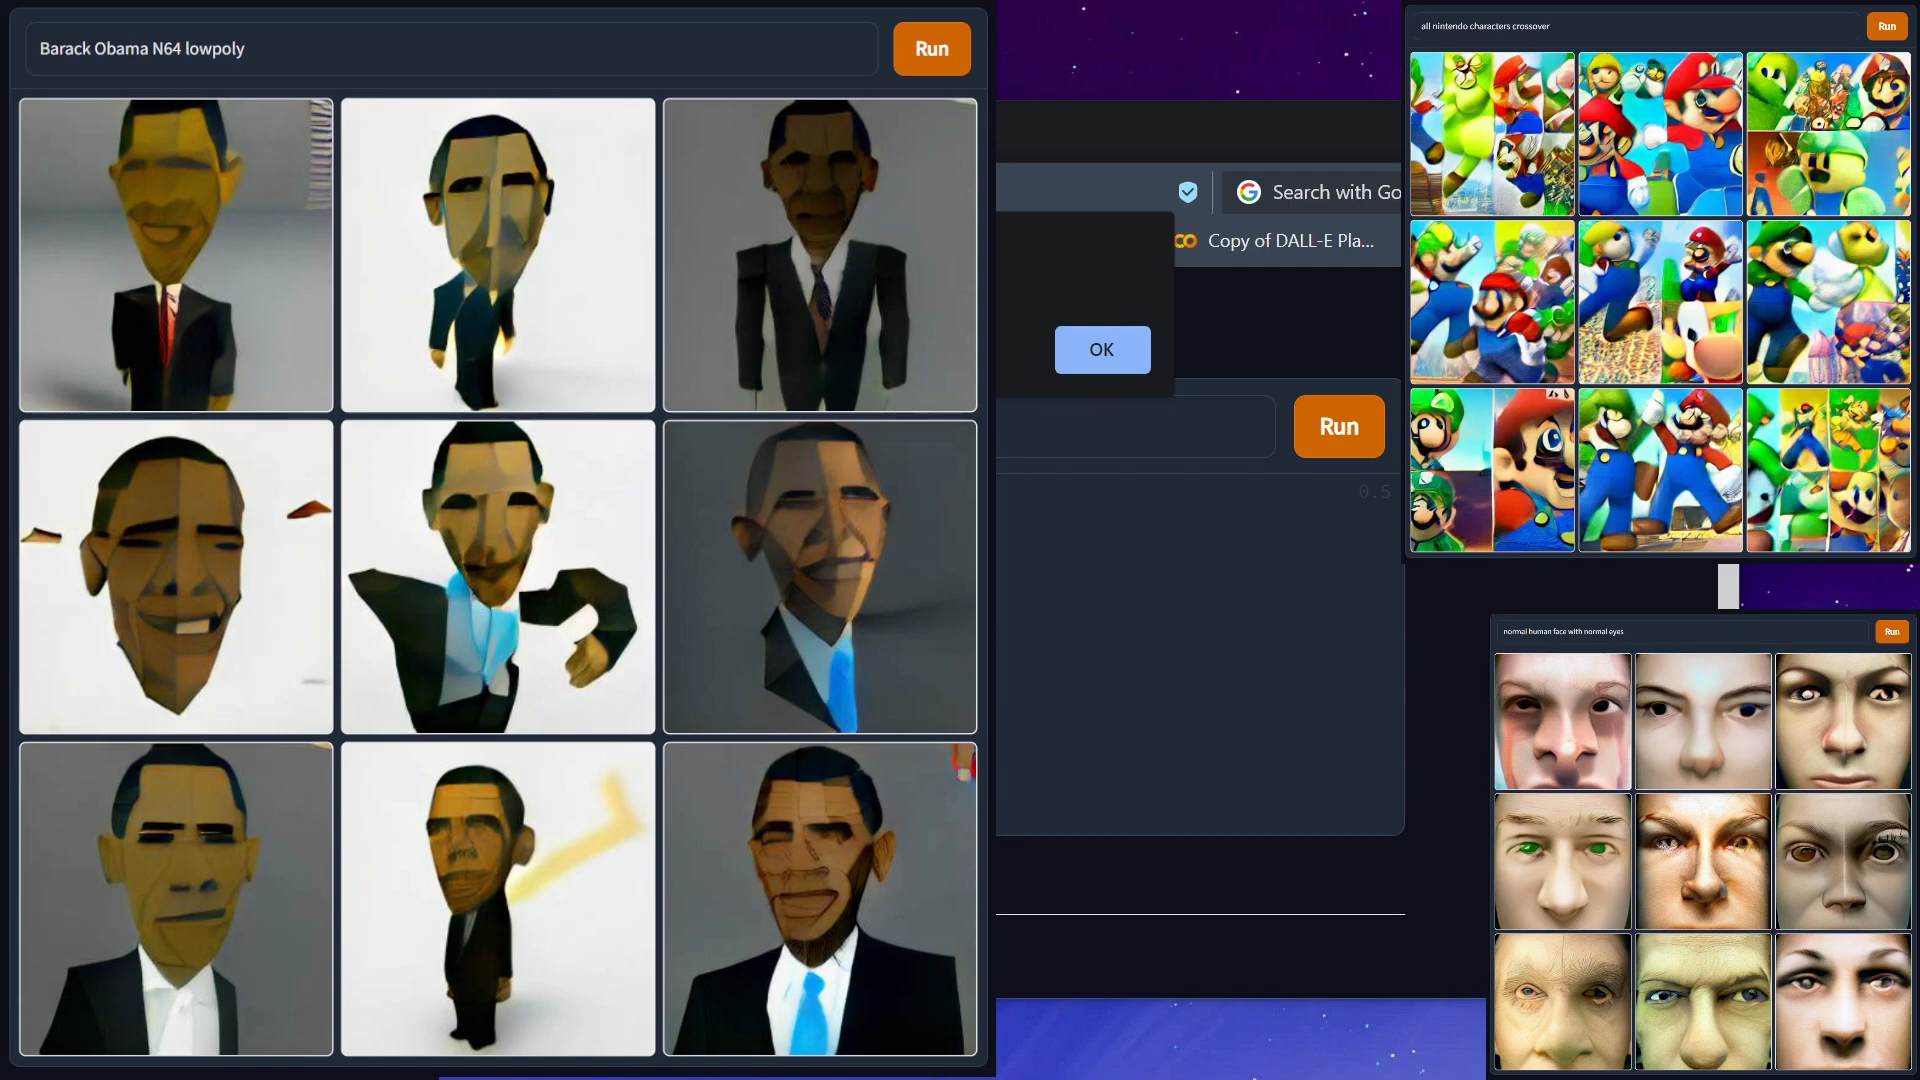 Barack Obama N64 lowpoly
Run
Search with Go
Copy of DALL-E Pla...
OK
Run
0.5
all nintendo characters crossover
Run
normal human face with normal eyes
Run